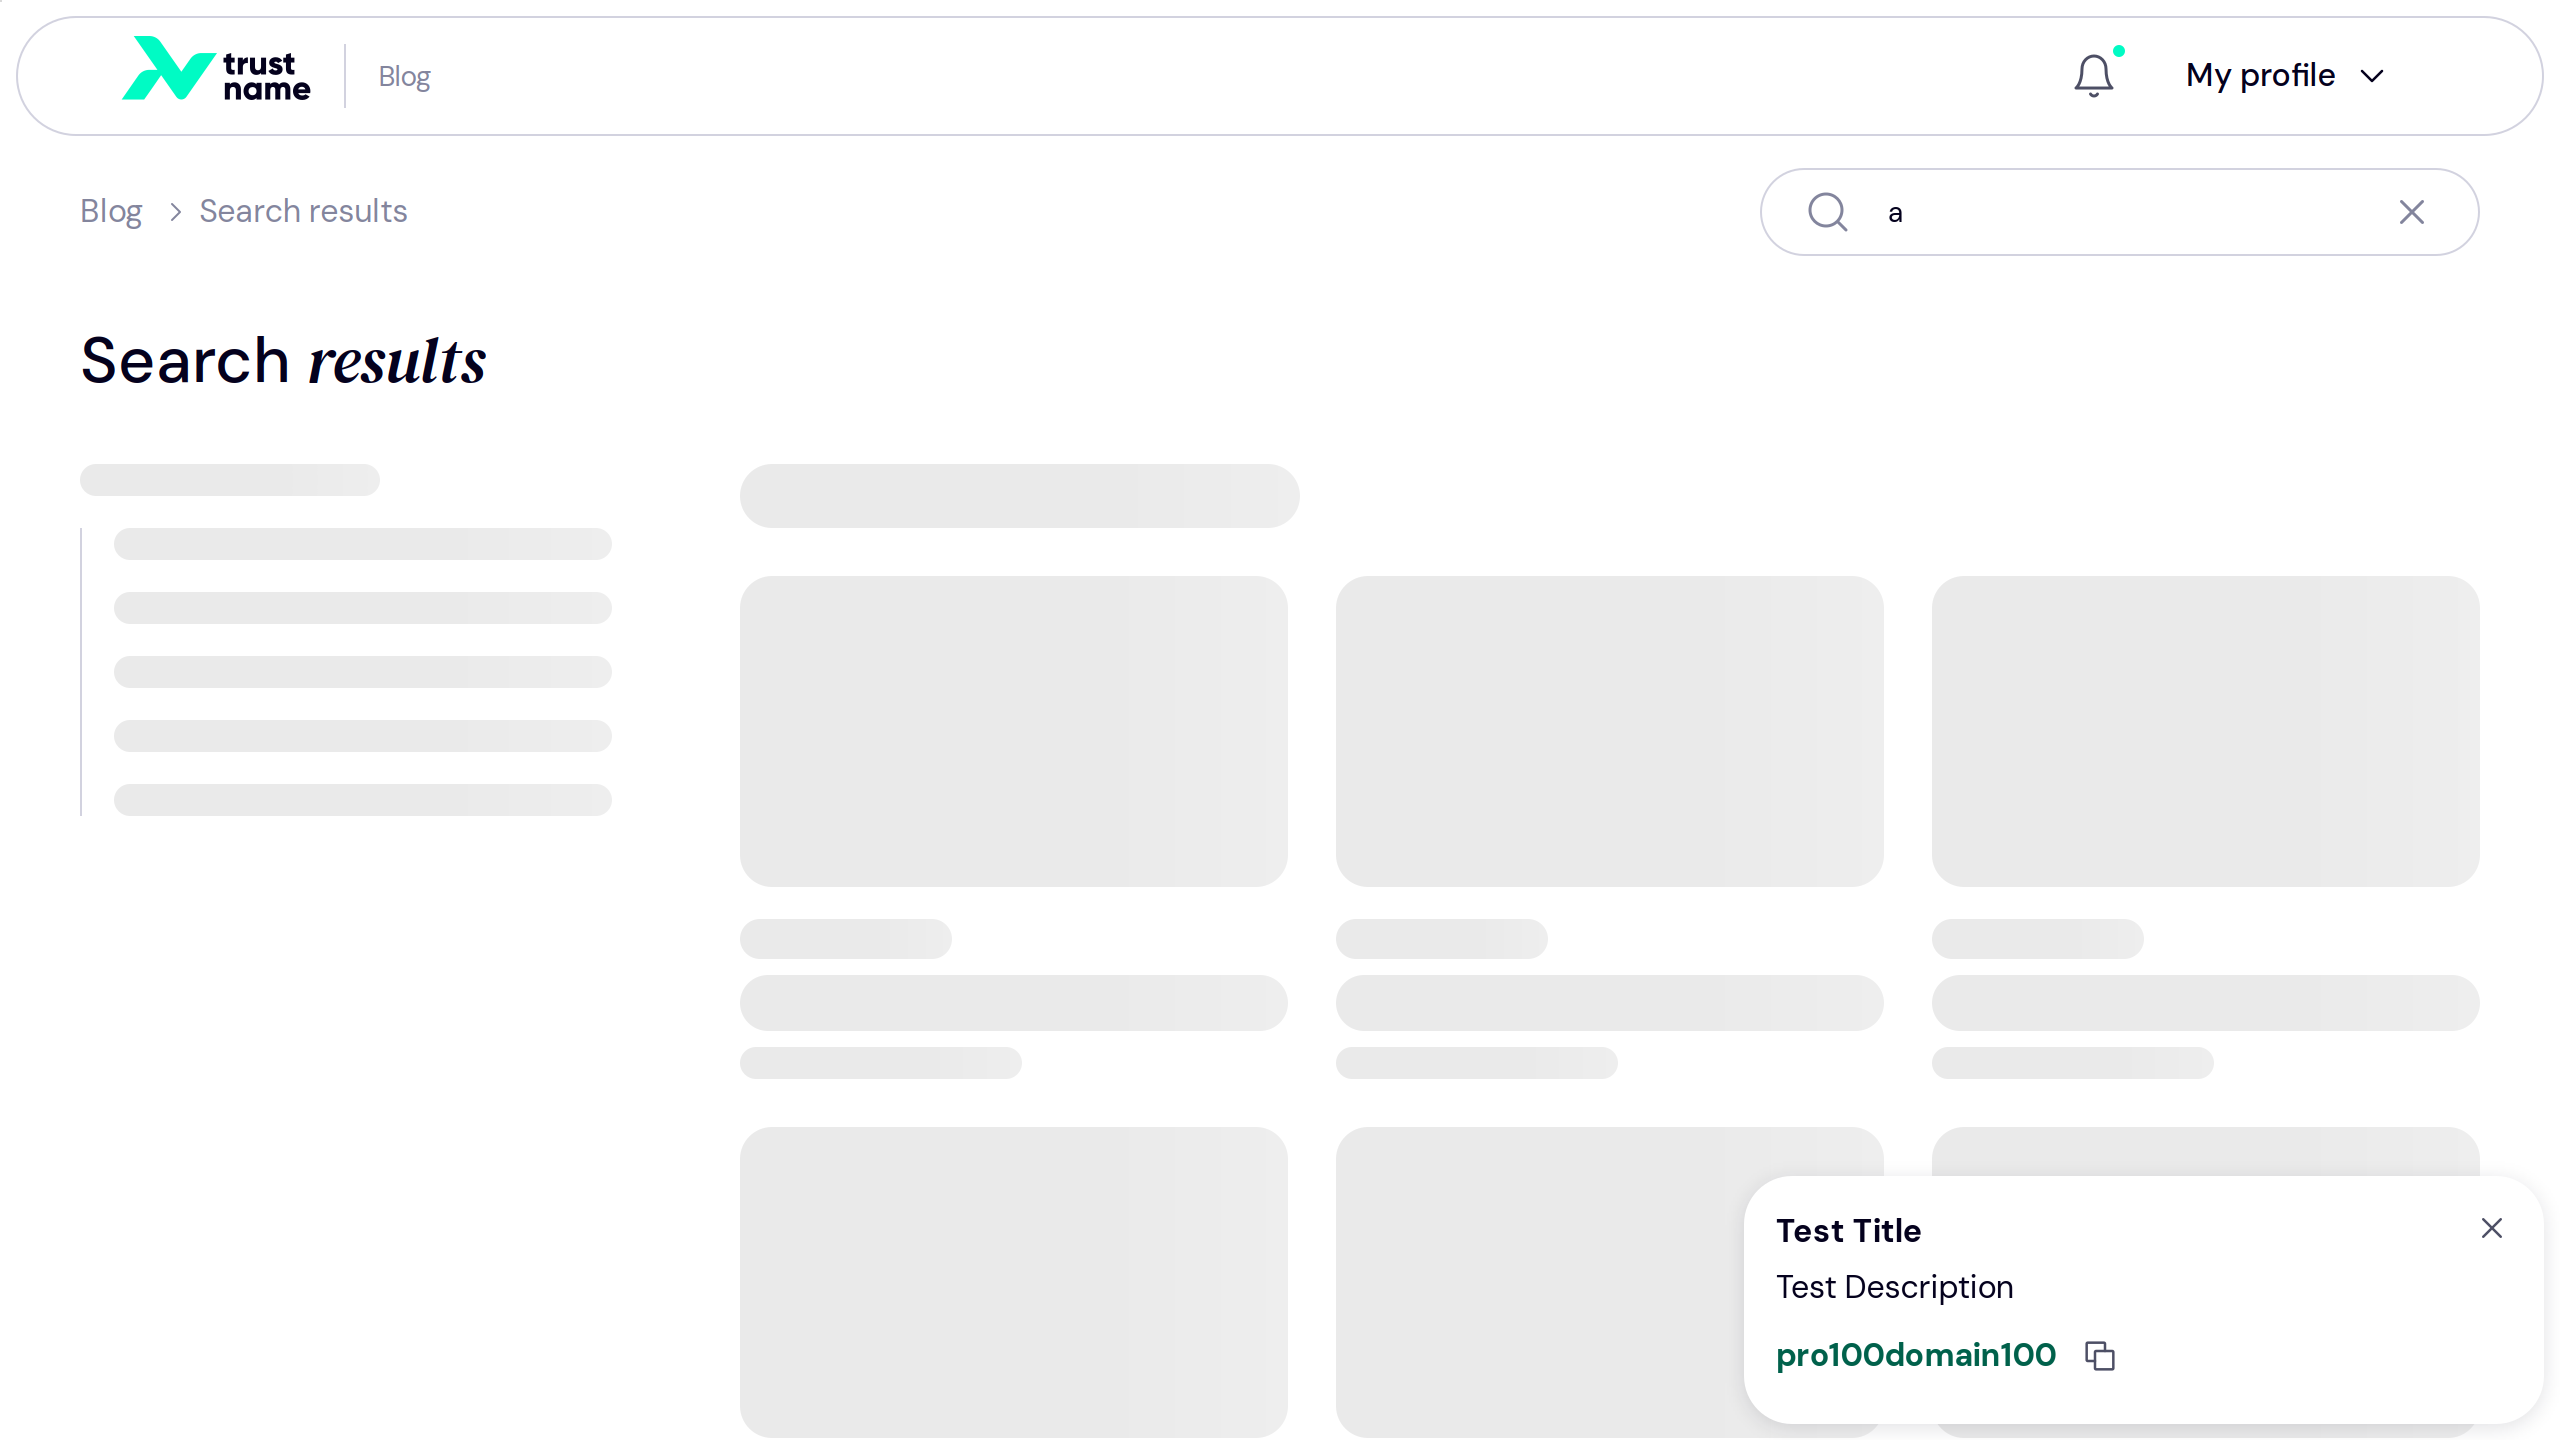 trust
name
Blog
My profile
Blog
Search results
a
Search results
Test Title
Test Description
pro100domain100